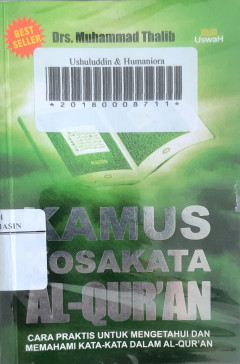 BEST
SELLER
Drs. Muhammad Thalib
UswaH
Ushuluddin & Humaniora
*20180008711*
KAMUS
KOSAKATA
AL-QUR'AN
MASIN
CARA PRAKTIS UNTUK MENGETAHUI DAN
MEMAHAMI KATA-KATA DALAM AL-QUR'AN